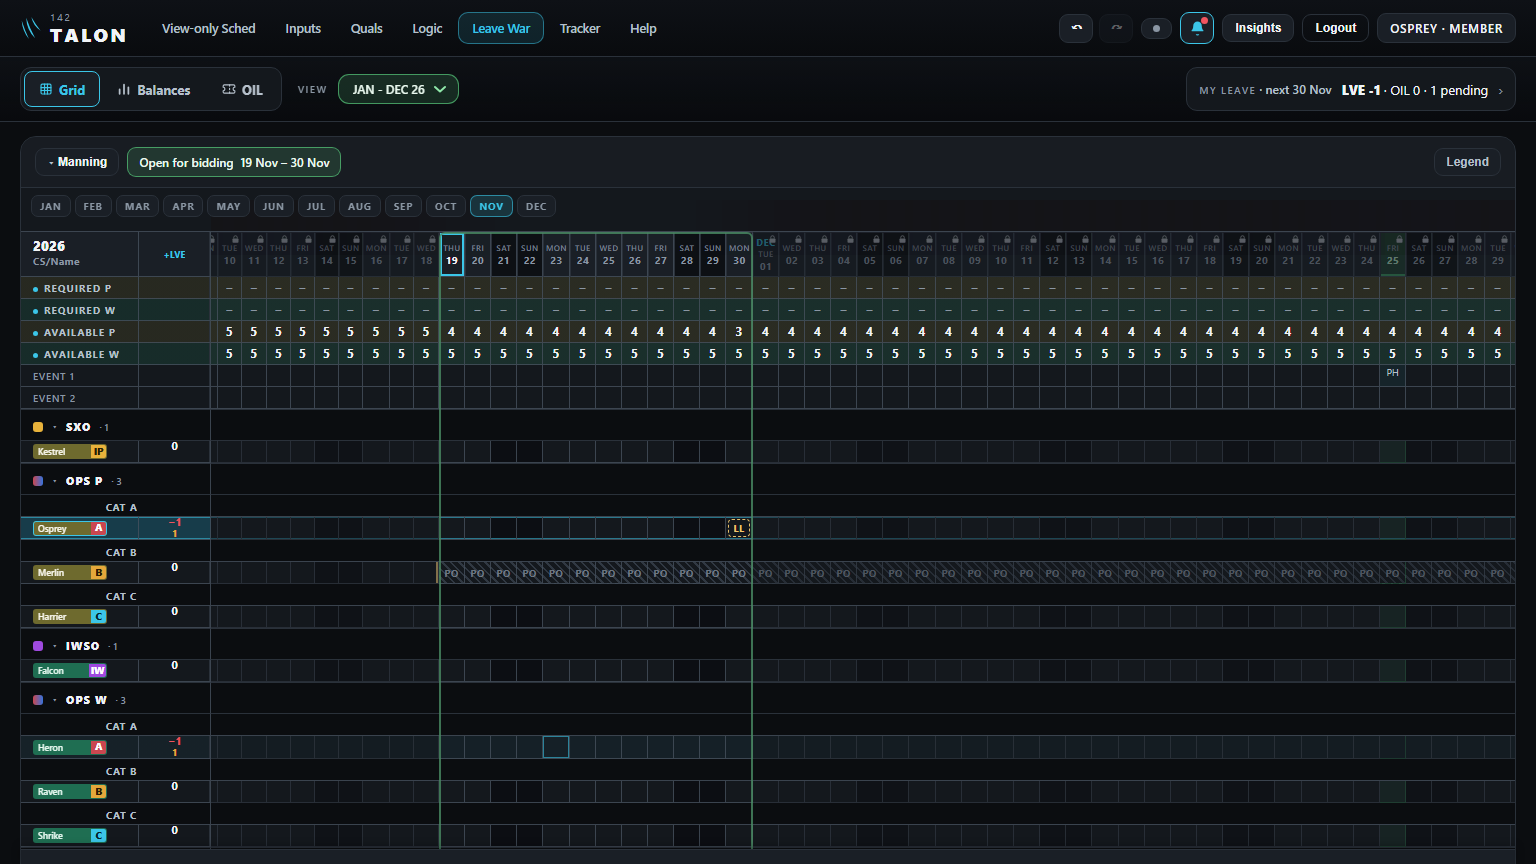 142
TALON
View-only Sched Inputs Quals Logic Leave War Tracker Help
Insights Logout OSPREY · MEMBER
Grid Balances OIL VIEW JAN - DEC 26
MY LEAVE · next 30 Nov LVE -1 · OIL 0 · 1 pending ›
Manning Open for bidding 19 Nov – 30 Nov Legend
JAN FEB MAR APR MAY JUN JUL AUG SEP OCT NOV DEC
2026
CS/Name
+LVE
TUE WED THU FRI SAT SUN MON TUE WED THU FRI SAT SUN MON TUE WED THU FRI SAT SUN MON DEC TUE WED THU FRI SAT SUN MON TUE WED THU FRI SAT SUN MON TUE WED THU FRI SAT SUN MON TUE WED THU FRI SAT SUN MON TUE
10 11 12 13 14 15 16 17 18 19 20 21 22 23 24 25 26 27 28 29 30 01 02 03 04 05 06 07 08 09 10 11 12 13 14 15 16 17 18 19 20 21 22 23 24 25 26 27 28 29
REQUIRED P – – – – – – – – – – – – – – – – – – – – – – – – – – – – – – – – – – – – – – – – – – – – – – – – – –
REQUIRED W – – – – – – – – – – – – – – – – – – – – – – – – – – – – – – – – – – – – – – – – – – – – – – – – – –
AVAILABLE P 5 5 5 5 5 5 5 5 5 4 4 4 4 4 4 4 4 4 4 4 3 4 4 4 4 4 4 4 4 4 4 4 4 4 4 4 4 4 4 4 4 4 4 4 4 4 4 4 4 4
AVAILABLE W 5 5 5 5 5 5 5 5 5 5 5 5 5 5 5 5 5 5 5 5 5 5 5 5 5 5 5 5 5 5 5 5 5 5 5 5 5 5 5 5 5 5 5 5 5 5 5 5 5 5
EVENT 1 PH
EVENT 2
SXO · 1
Kestrel IP 0
OPS P · 3
CAT A
Osprey A −1 1 LL
CAT B
Merlin B 0 PO PO PO PO PO PO PO PO PO PO PO PO PO PO PO PO PO PO PO PO PO PO PO PO PO PO PO PO PO PO PO PO PO PO PO PO PO PO PO PO PO
CAT C
Harrier C 0
IWSO · 1
Falcon IW 0
OPS W · 3
CAT A
Heron A −1 1
CAT B
Raven B 0
CAT C
Shrike C 0